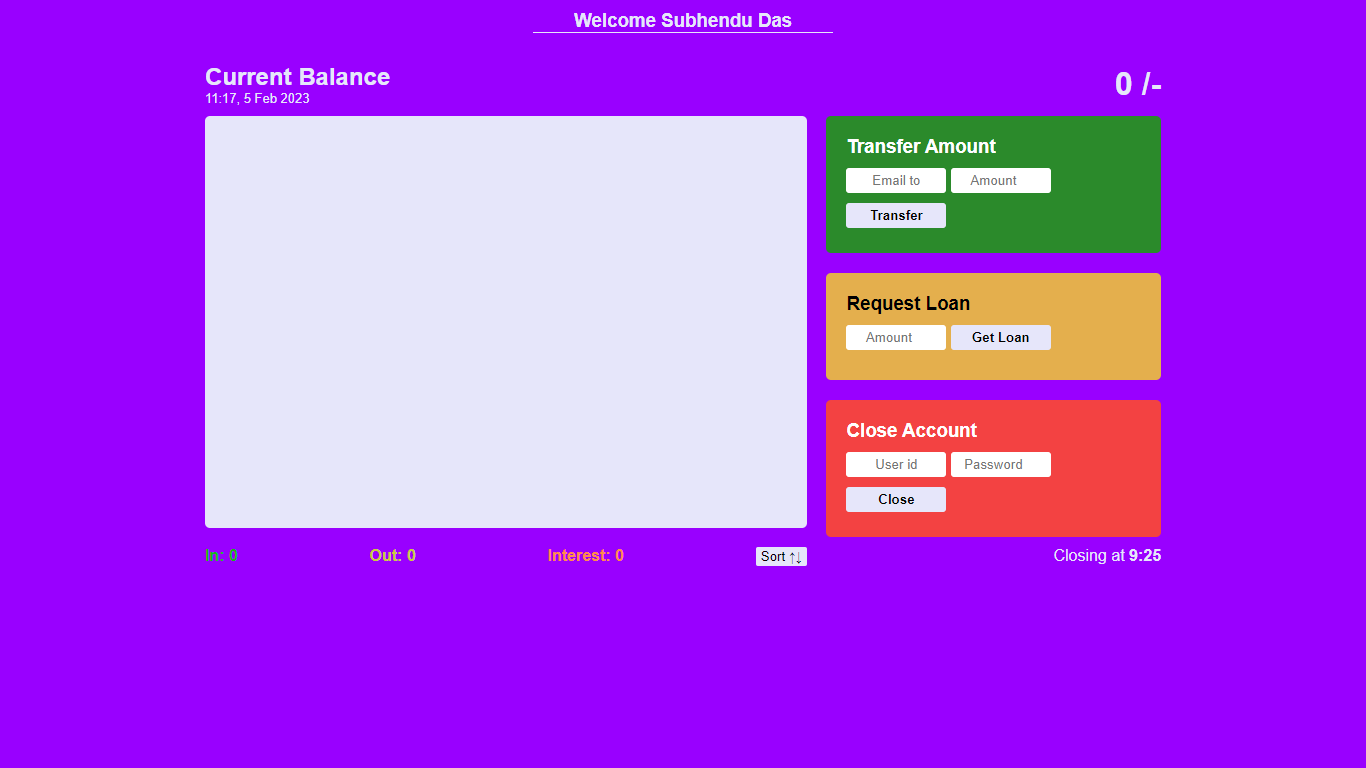 Welcome Subhendu Das
Current Balance
11:17, 5 Feb 2023
0 /-
Transfer Amount
Email to
Amount
Transfer
Request Loan
Amount
Get Loan
Close Account
User id
Password
Close
In: 0
Out: 0
Interest: 0
Sort ↑↓
Closing at 9:25